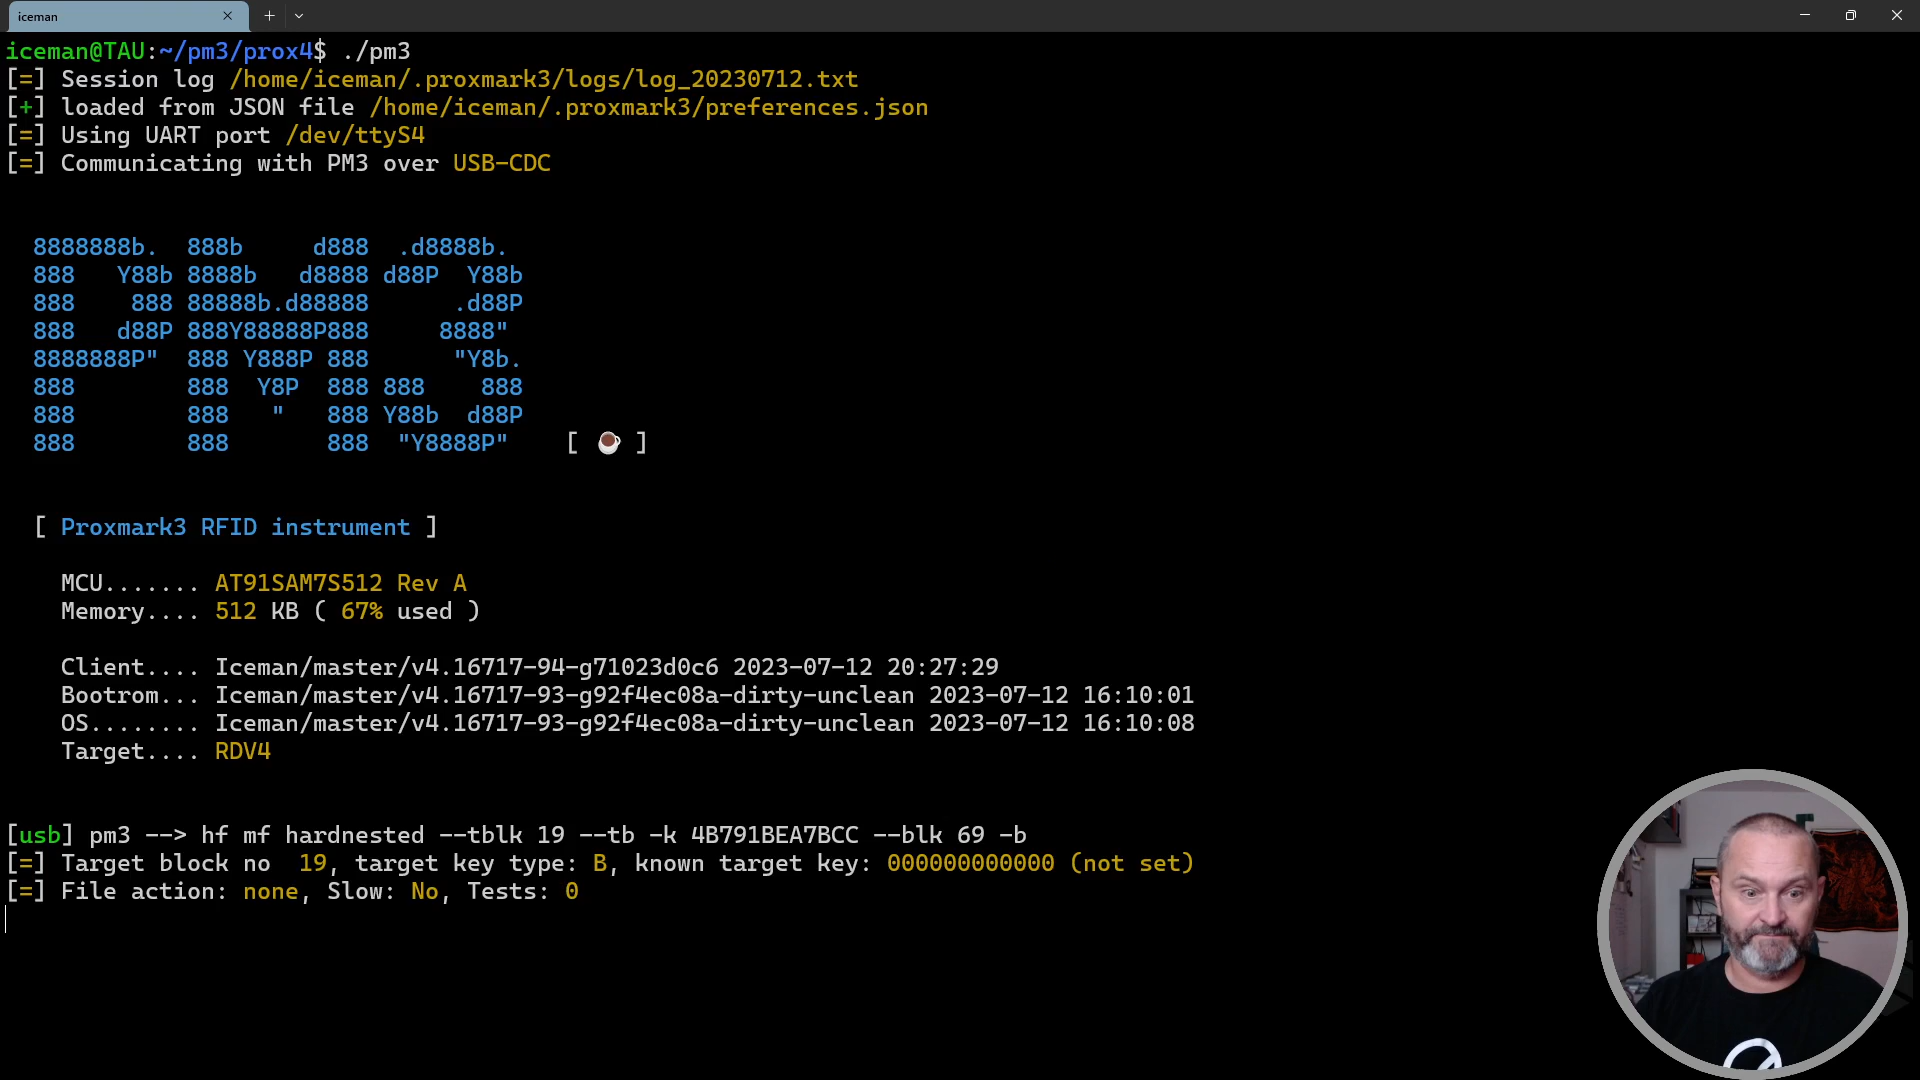 iceman
iceman@TAU:~/pm3/prox4$ ./pm3
[=] Session log /home/iceman/.proxmark3/logs/log_20230712.txt
[+] loaded from JSON file /home/iceman/.proxmark3/preferences.json
[=] Using UART port /dev/ttyS4
[=] Communicating with PM3 over USB-CDC
8888888b.  888b     d888  .d8888b.
888   Y88b 8888b   d8888 d88P  Y88b
888    888 88888b.d88888      .d88P
888   d88P 888Y88888P888     8888"
8888888P"  888 Y888P 888      "Y8b.
888        888  Y8P  888 888    888
888        888   "   888 Y88b  d88P
888        888       888  "Y8888P"    [ ☕ ]
[ Proxmark3 RFID instrument ]
MCU....... AT91SAM7S512 Rev A
Memory.... 512 KB ( 67% used )
Client.... Iceman/master/v4.16717-94-g71023d0c6 2023-07-12 20:27:29
Bootrom... Iceman/master/v4.16717-93-g92f4ec08a-dirty-unclean 2023-07-12 16:10:01
OS........ Iceman/master/v4.16717-93-g92f4ec08a-dirty-unclean 2023-07-12 16:10:08
Target.... RDV4
[usb] pm3 --> hf mf hardnested --tblk 19 --tb -k 4B791BEA7BCC --blk 69 -b
[=] Target block no  19, target key type: B, known target key: 000000000000 (not set)
[=] File action: none, Slow: No, Tests: 0